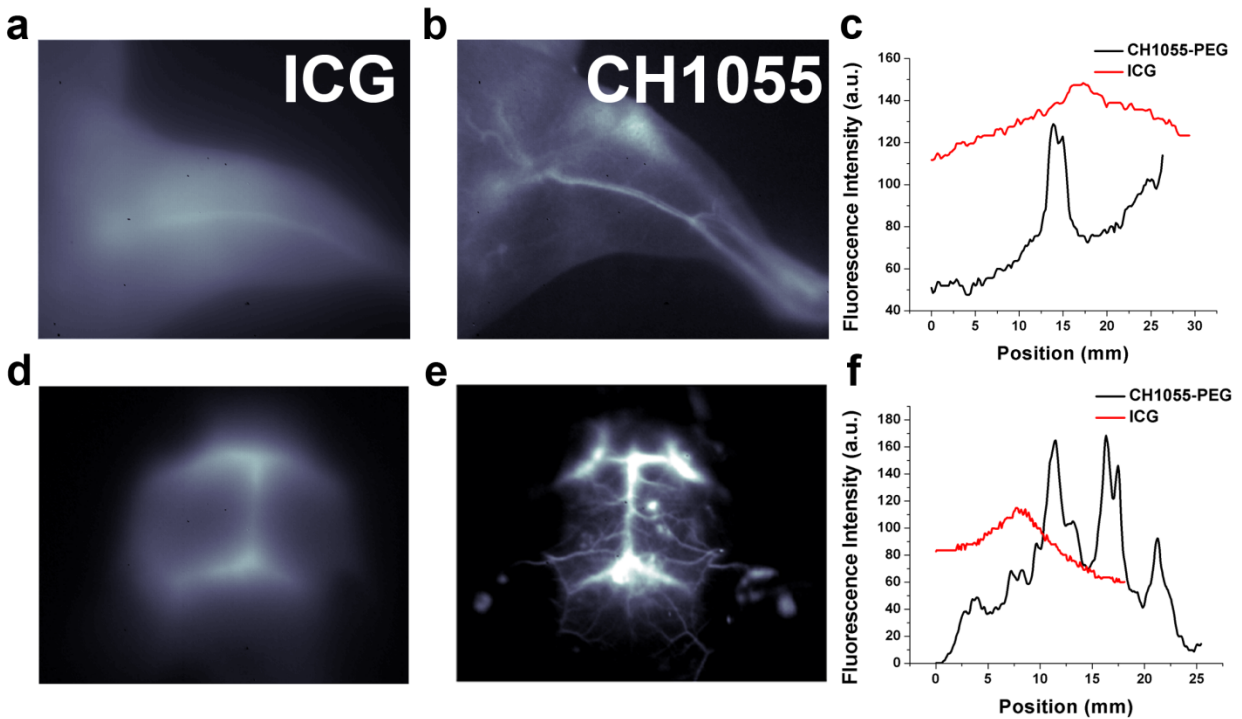 a
ICG
b
CH1055
c
CH1055-PEG
ICG
Fluorescence Intensity (a.u.)
160
140
120
100
80
60
40
0
5
10
15
20
25
30
Position (mm)
d
e
f
CH1055-PEG
ICG
Fluorescence Intensity (a.u.)
180
160
140
120
100
80
60
40
20
0
0
5
10
15
20
25
Position (mm)